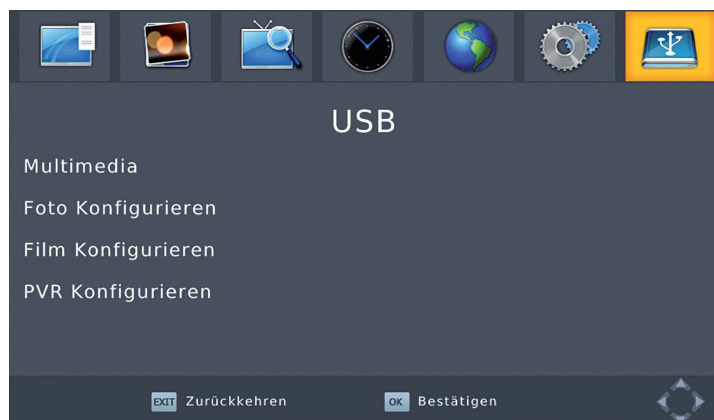 USB
Multimedia
Foto Konfigurieren
Film Konfigurieren
PVR Konfigurieren
EXIT Zurückkehren OK Bestätigen